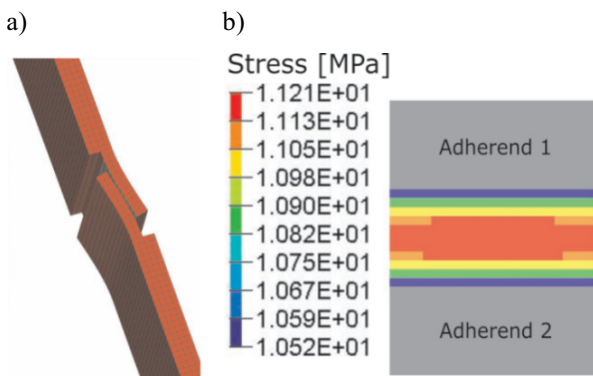 a)
b)
Stress [MPa]
1.121E+01
1.113E+01
1.105E+01
1.098E+01
1.090E+01
1.082E+01
1.075E+01
1.067E+01
1.059E+01
1.052E+01
Adherend 1
Adherend 2